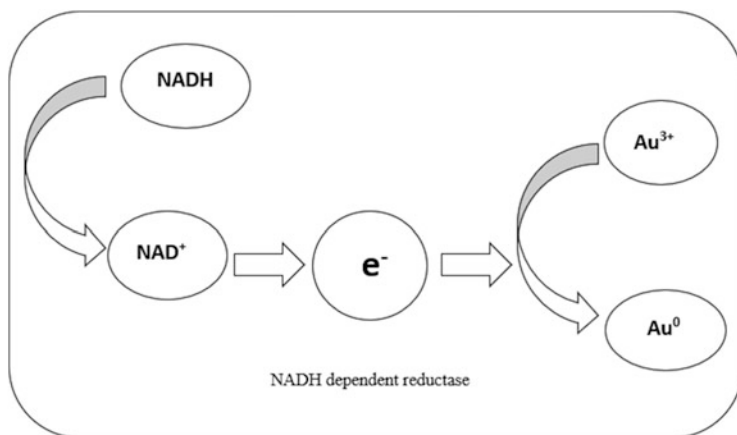 NADH
Au³⁺
NAD⁺
e⁻
Au⁰
NADH dependent reductase